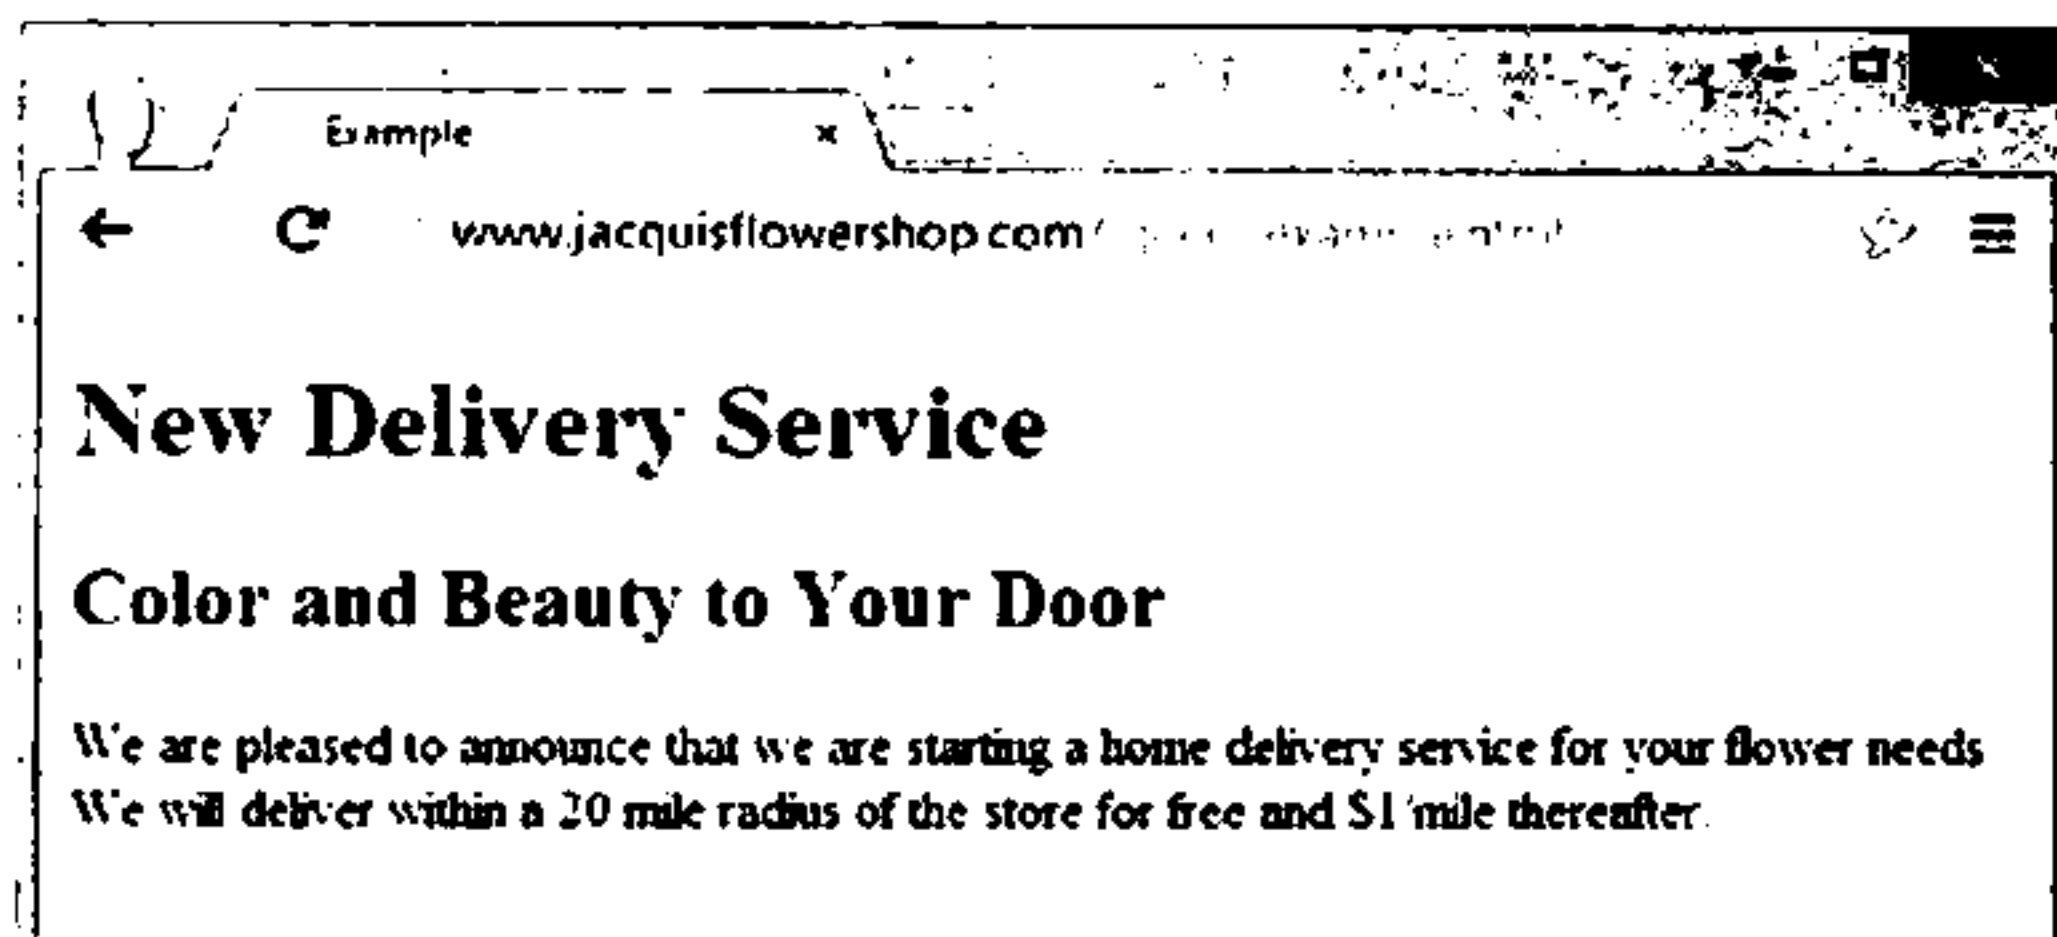 Example
www.jacquisflowershop.com/
New Delivery Service
Color and Beauty to Your Door
We are pleased to announce that we are starting a home delivery service for your flower needs
We will deliver within a 20 mile radius of the store for free and $1/mile thereafter.